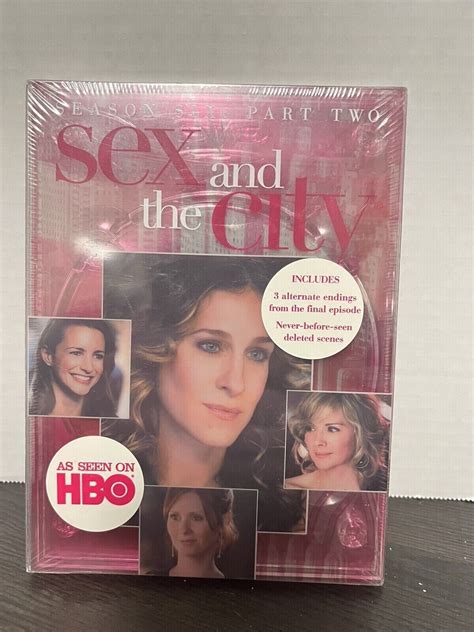 SEASON SIX PART TWO
sex and
the city
INCLUDES
3 alternate endings
from the final episode
Never-before-seen
deleted scenes
AS SEEN ON
HBO